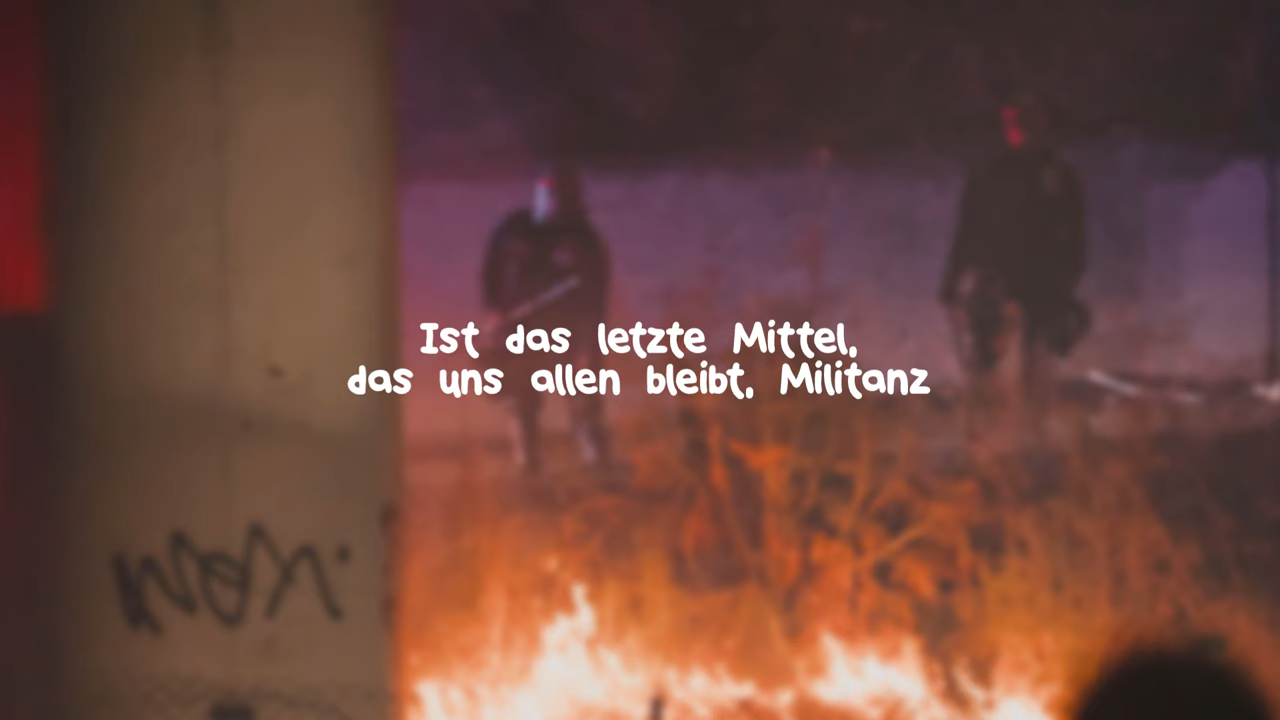 Ist das letzte Mittel,
das uns allen bleibt, Militanz